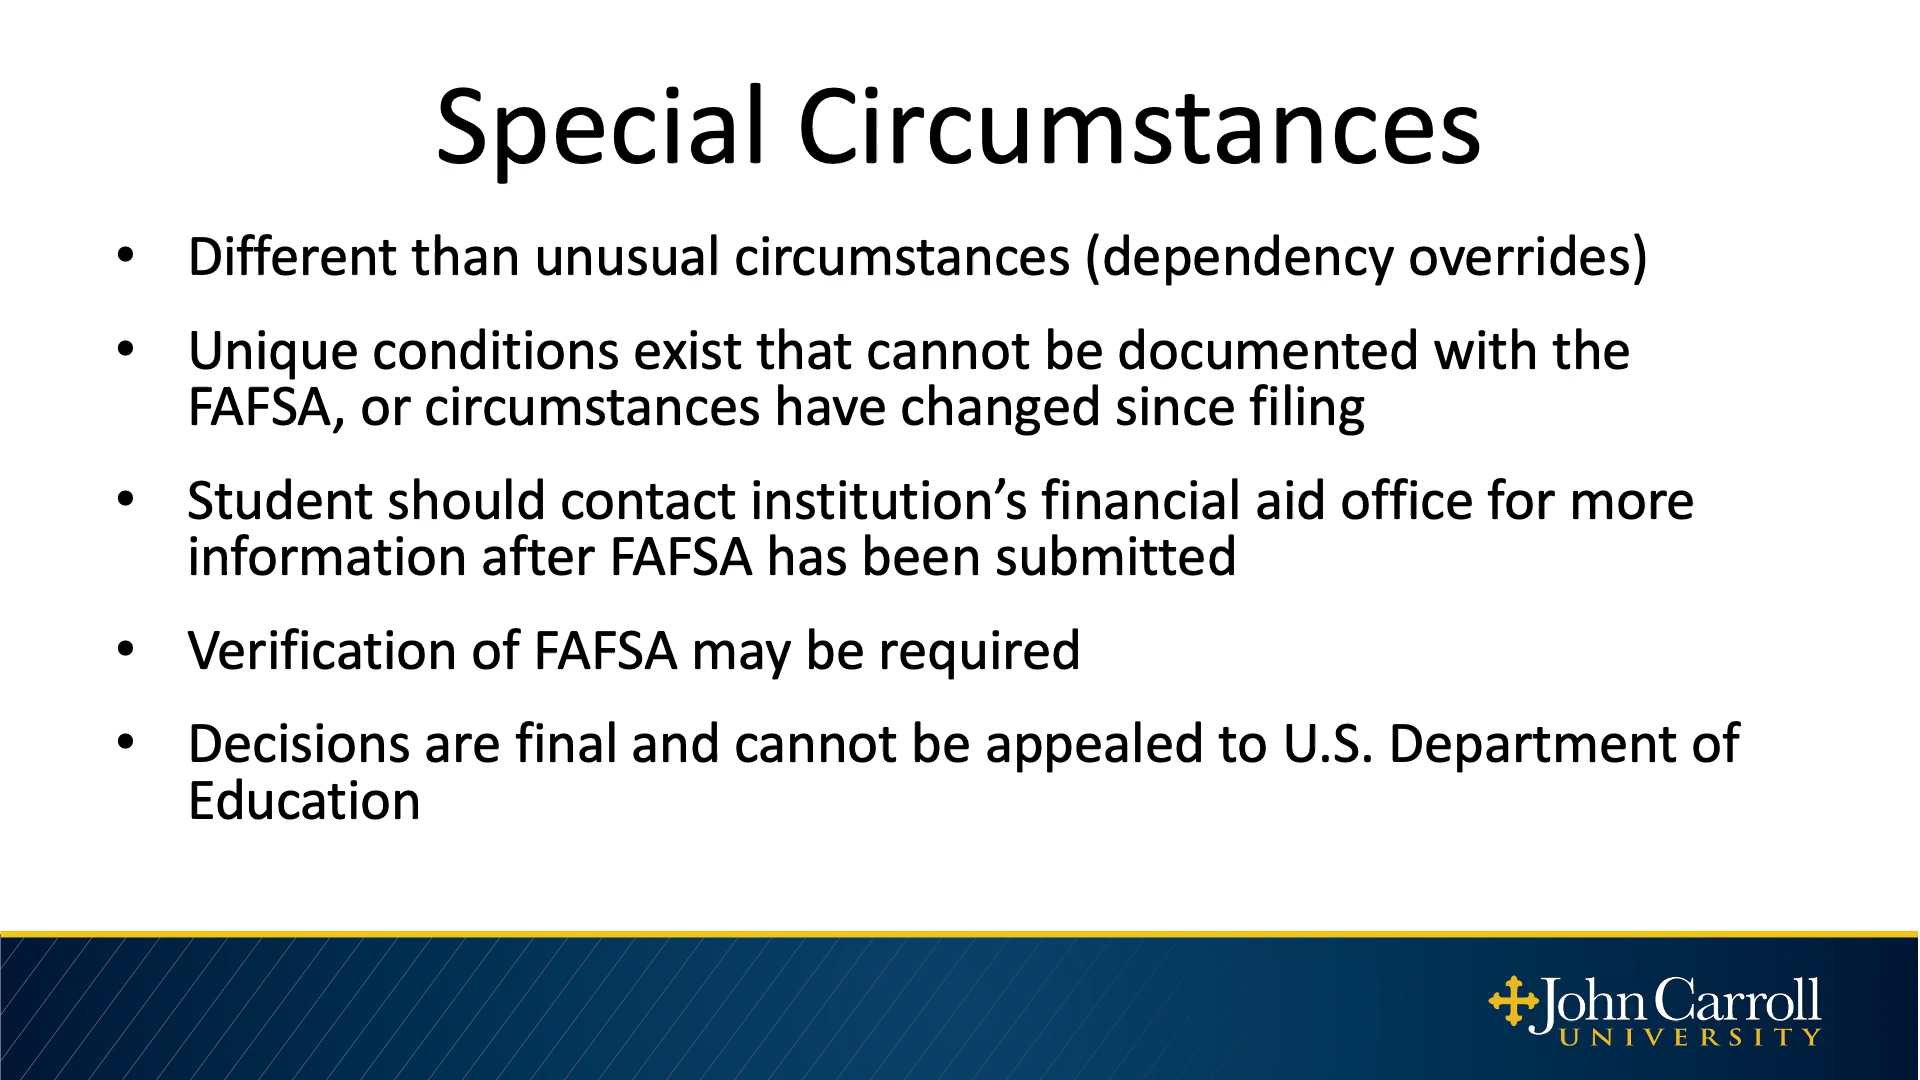 Special Circumstances
• Different than unusual circumstances (dependency overrides)
• Unique conditions exist that cannot be documented with the
FAFSA, or circumstances have changed since filing
• Student should contact institution’s financial aid office for more
information after FAFSA has been submitted
• Verification of FAFSA may be required
• Decisions are final and cannot be appealed to U.S. Department of
Education
John Carroll
UNIVERSITY